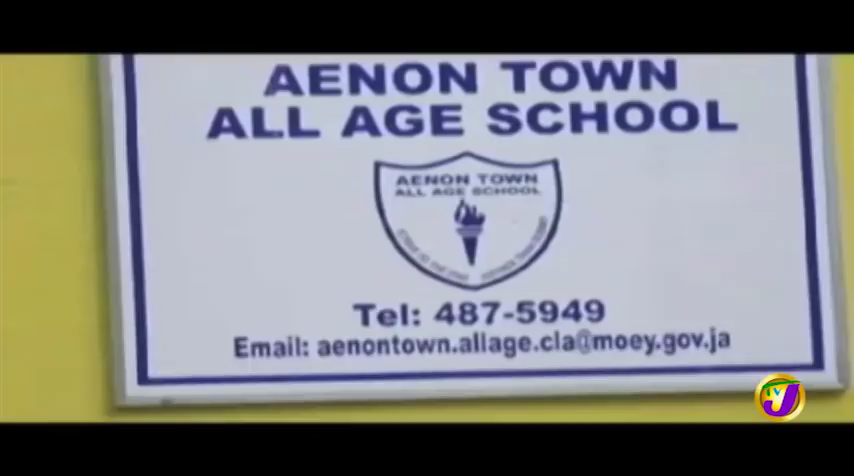 AENON TOWN
ALL AGE SCHOOL
AENON TOWN
ALL AGE SCHOOL
Tel: 487-5949
Email: aenontown.allage.cla@moey.gov.ja
TVJ